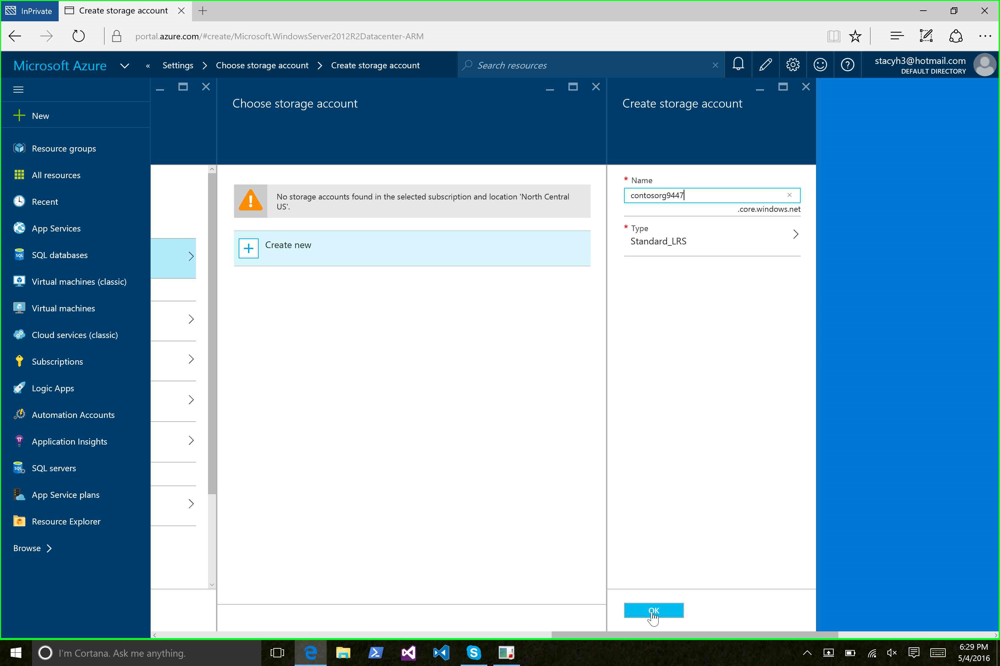 InPrivate
Create storage account
portal.azure.com/#create/Microsoft.WindowsServer2012R2Datacenter-ARM
Microsoft Azure
«
Settings
Choose storage account
Create storage account
Search resources
stacyh3@hotmail.com
DEFAULT DIRECTORY
New
Resource groups
All resources
Recent
App Services
SQL databases
Virtual machines (classic)
Virtual machines
Cloud services (classic)
Subscriptions
Logic Apps
Automation Accounts
Application Insights
SQL servers
App Service plans
Resource Explorer
Browse
Choose storage account
No storage accounts found in the selected subscription and location 'North Central
US'.
Create new
Create storage account
* Name
contosorg9447
.core.windows.net
* Type
Standard_LRS
OK
I'm Cortana. Ask me anything.
6:29 PM
5/4/2016